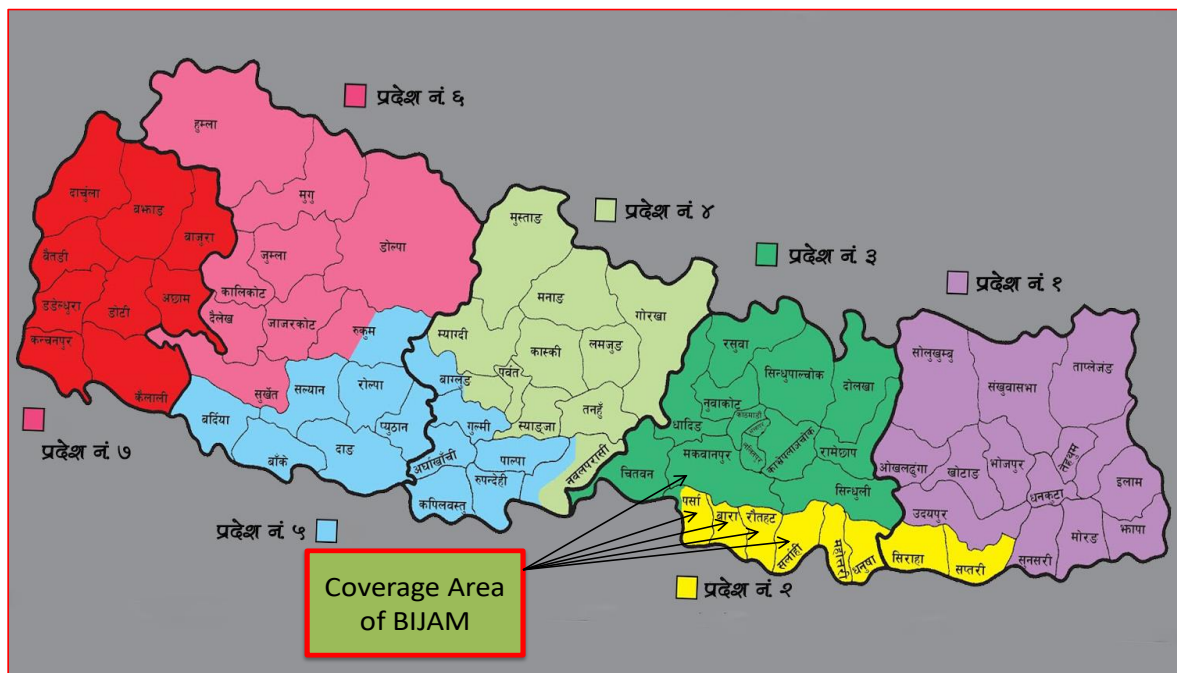 प्रदेश नं. ६
हुम्ला
दार्चुला
बझाङ
मुगु
प्रदेश नं. ४
मुस्ताङ
बाजुरा
डोल्पा
प्रदेश नं. ३
बैतडी
जुम्ला
प्रदेश नं. १
कालिकोट
मनाङ
गोरखा
डडेन्धुरा
डोटी
अछाम
दैलेख
जाजरकोट
रुकुम
म्याग्दी
लमजुङ
रसुवा
सोलुखुम्बु
ताप्लेजंङ
कन्चनपुर
कास्की
सिन्धुपाल्चोक
दोलखा
संखुवासभा
पर्वत
बाग्लुङ
कैलाली
सुर्खेत
सल्यान
रोल्पा
नुवाकोट
तनहुँ
बर्दिया
प्युठान
गुल्मी
स्याङ्जा
धादिङ
काभ्रेपलाञ्चोक
रामेछाप
प्रदेश नं. ७
बाँके
दाङ
अर्घाखाँची
पाल्पा
नवलपरासी
चितवन
मकवानपुर
ओखलढुंगा
खोटाङ
भोजपुर
तेह्रथुम
इलाम
रुपन्देही
कपिलवस्तु
सिन्धुली
धनकुटा
पर्सा
बारा
रौतहट
उदयपुर
मोरङ
झापा
प्रदेश नं. ५
सर्लाही
महोत्तरी
धनुषा
सिराहा
सप्तरी
सुनसरी
Coverage Area
of BIJAM
प्रदेश नं. २